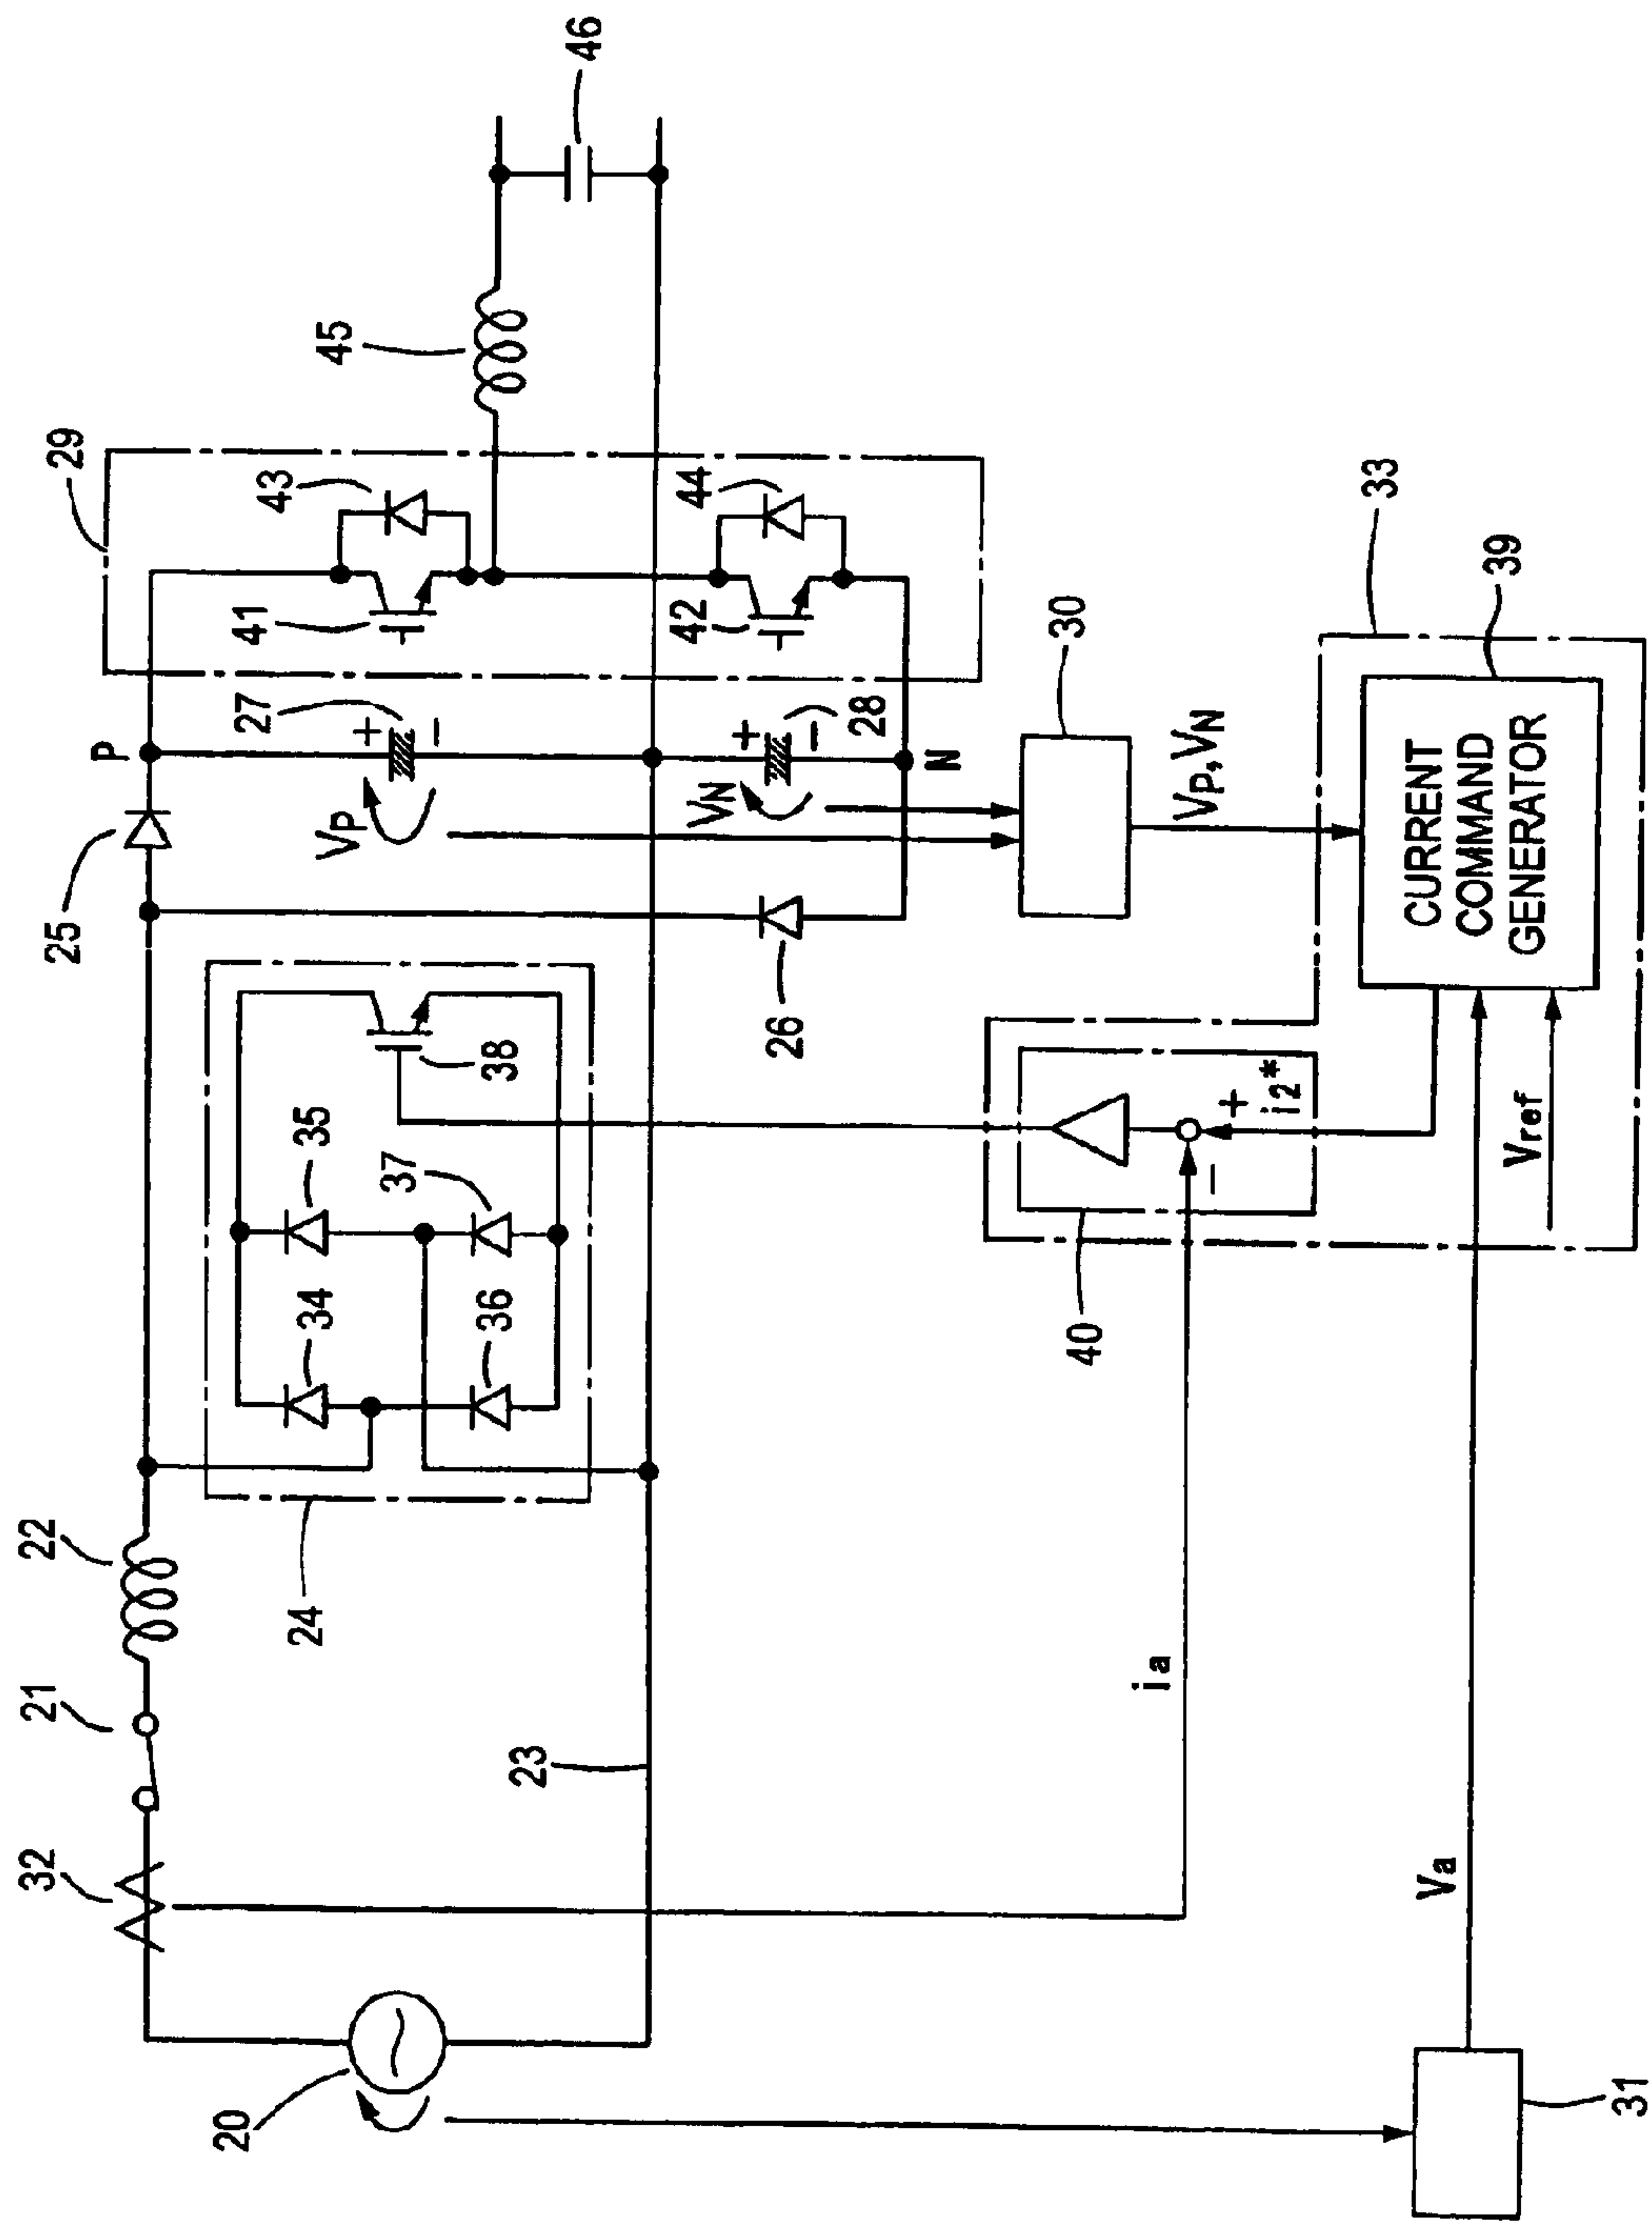 46
45
29
43
44
41
42
33
39
30
P
27
+
−
VP
+
−
28
VN
N
VP,VN
CURRENT
COMMAND
GENERATOR
25
26
38
35
37
34
36
24
+
i2*
−
Vref
40
22
21
23
32
ia
Va
20
31